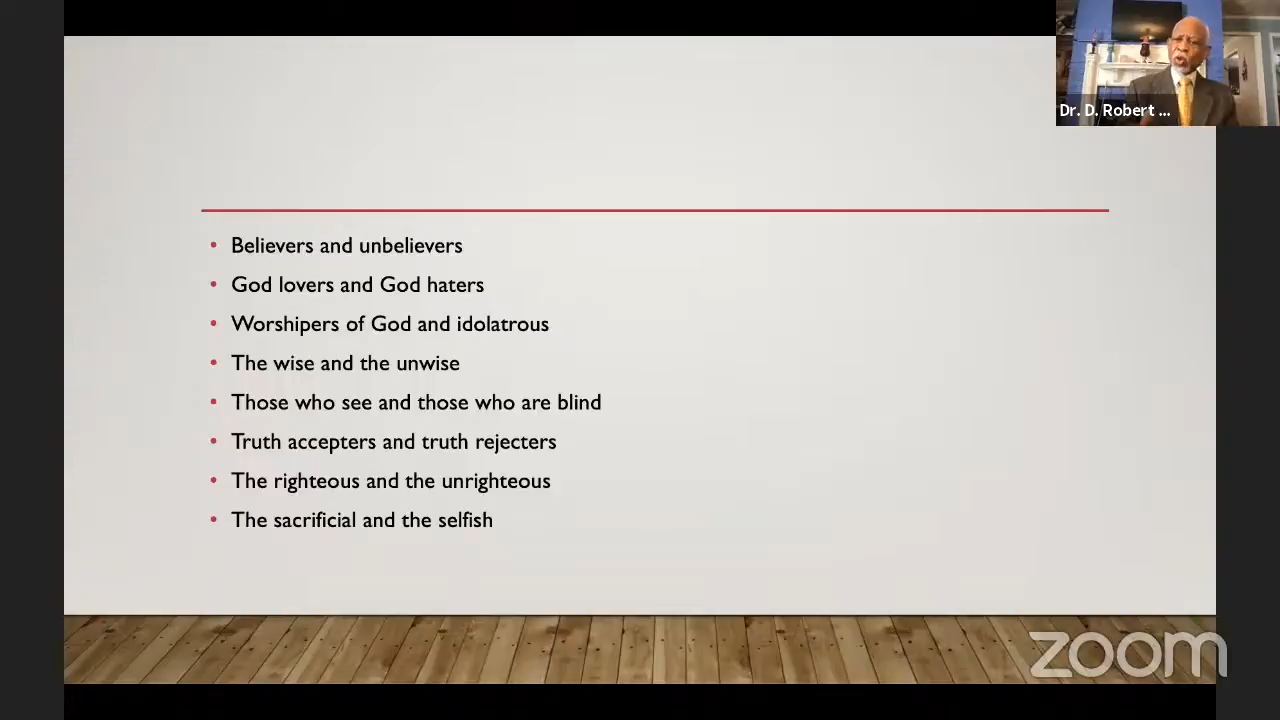 Dr. D. Robert ...
• Believers and unbelievers
• God lovers and God haters
• Worshipers of God and idolatrous
• The wise and the unwise
• Those who see and those who are blind
• Truth accepters and truth rejecters
• The righteous and the unrighteous
• The sacrificial and the selfish
zoom